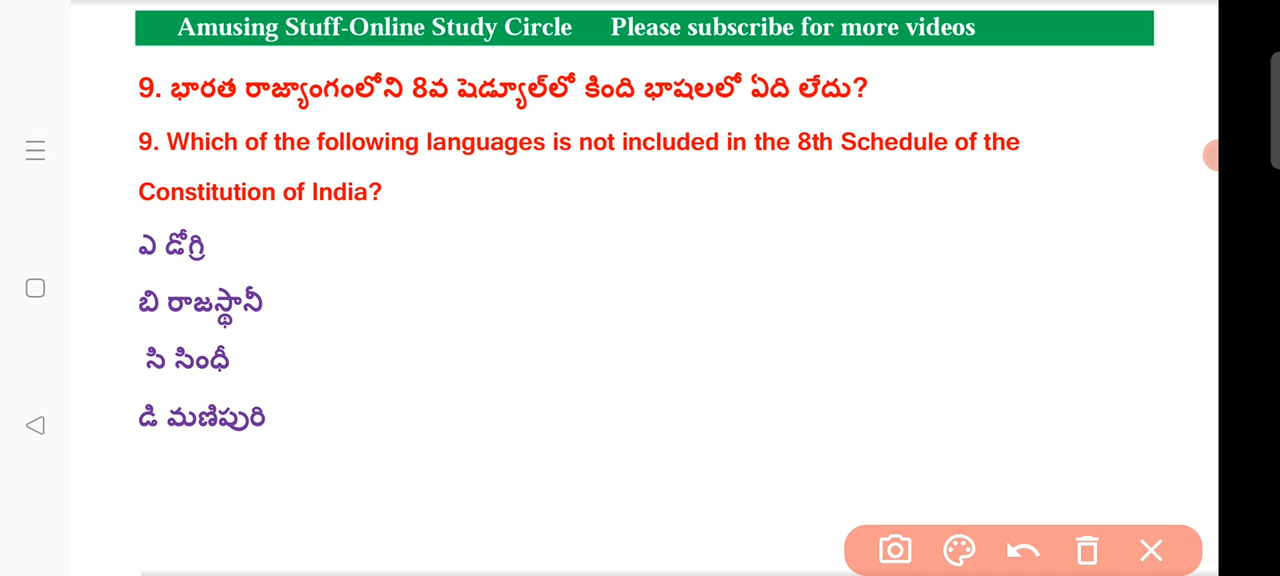 Amusing Stuff-Online Study Circle Please subscribe for more videos
9. భారత రాజ్యాంగంలోని 8వ షెడ్యూల్‌లో కింది భాషలలో ఏది లేదు?
9. Which of the following languages is not included in the 8th Schedule of the
Constitution of India?
ఎ డోగ్రి
బి రాజస్థానీ
సి సింధీ
డి మణిపురి